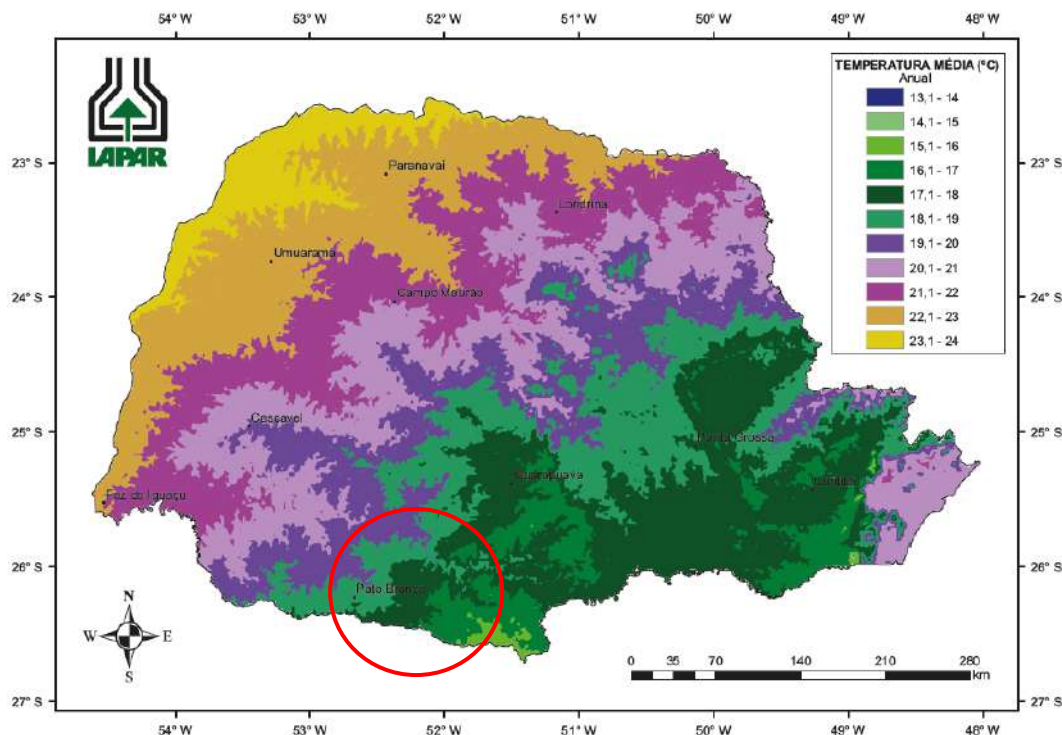 54° W 53° W 52° W 51° W 50° W 49° W 48° W
IAPAR
TEMPERATURA MÉDIA (°C)
Anual
13,1 - 14
14,1 - 15
15,1 - 16
16,1 - 17
17,1 - 18
18,1 - 19
19,1 - 20
20,1 - 21
21,1 - 22
22,1 - 23
23,1 - 24
23° S 23° S
Paranavaí
Londrina
Umuarama
24° S 24° S
Campo Mourão
Cascavel
25° S 25° S
Ponta Grossa
Guarapuava
Curitiba
Foz do Iguaçu
26° S 26° S
Pato Branco
N
W E
S
0 35 70 140 210 280
km
27° S 27° S
54° W 53° W 52° W 51° W 50° W 49° W 48° W